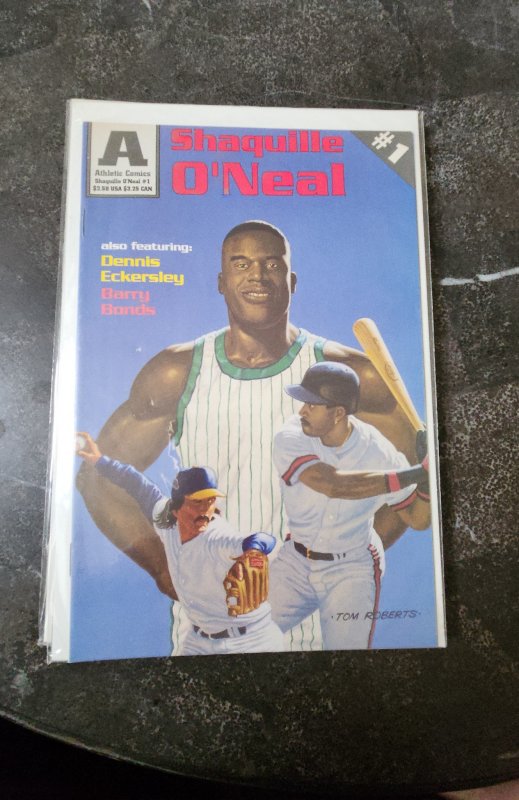 A
Athletic Comics
Shaquille O'Neal #1
$2.50 USA $3.25 CAN
Shaquille
O'Neal
#1
also featuring:
Dennis
Eckersley
Barry
Bonds
·TOM ROBERTS·